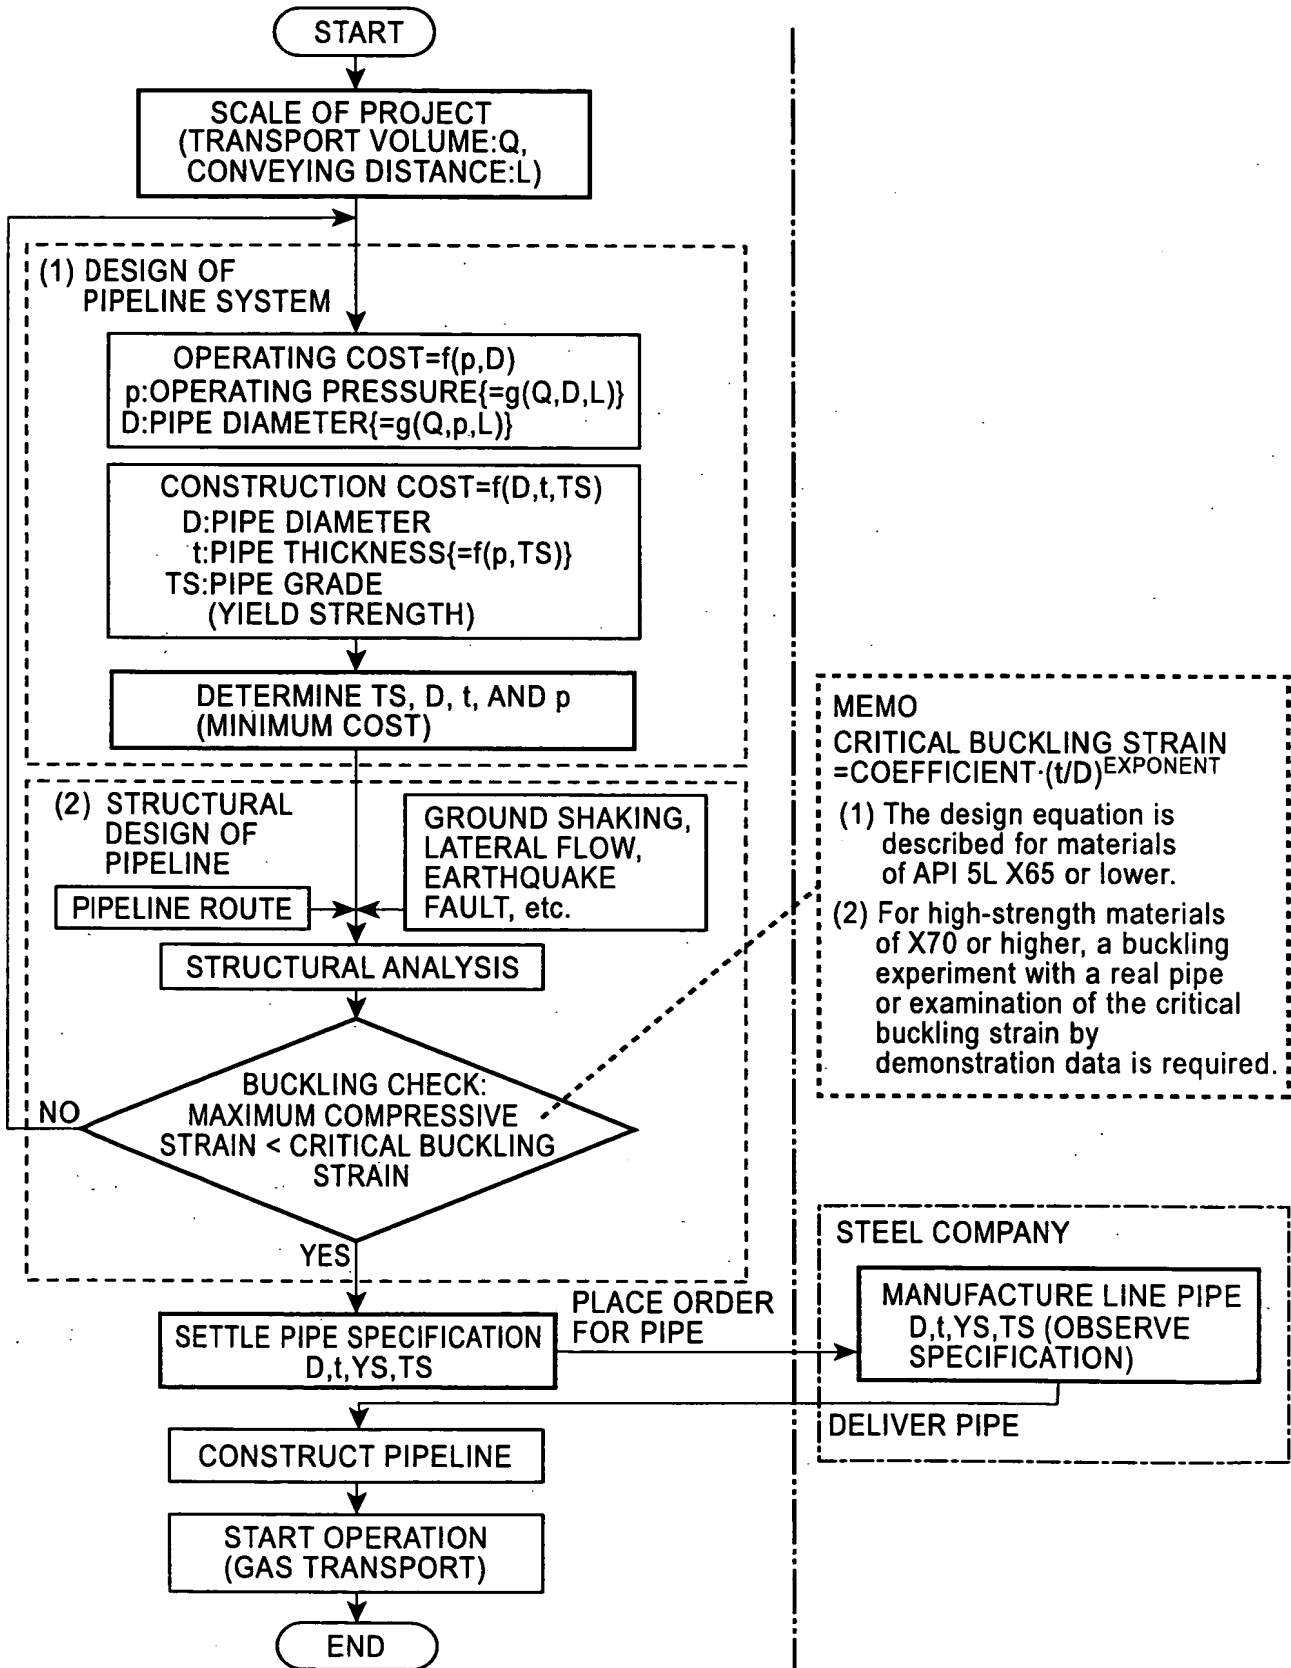 START
SCALE OF PROJECT
(TRANSPORT VOLUME:Q,
CONVEYING DISTANCE:L)
(1) DESIGN OF
PIPELINE SYSTEM
OPERATING COST=f(p,D)
p:OPERATING PRESSURE{=g(Q,D,L)}
D:PIPE DIAMETER{=g(Q,p,L)}
CONSTRUCTION COST=f(D,t,TS)
D:PIPE DIAMETER
t:PIPE THICKNESS{=f(p,TS)}
TS:PIPE GRADE
(YIELD STRENGTH)
DETERMINE TS, D, t, AND p
(MINIMUM COST)
(2) STRUCTURAL
DESIGN OF
PIPELINE
GROUND SHAKING,
LATERAL FLOW,
EARTHQUAKE
FAULT, etc.
PIPELINE ROUTE
STRUCTURAL ANALYSIS
BUCKLING CHECK:
MAXIMUM COMPRESSIVE
STRAIN < CRITICAL BUCKLING
STRAIN
NO
YES
MEMO
CRITICAL BUCKLING STRAIN
=COEFFICIENT·(t/D)^EXPONENT
(1) The design equation is
described for materials
of API 5L X65 or lower.
(2) For high-strength materials
of X70 or higher, a buckling
experiment with a real pipe
or examination of the critical
buckling strain by
demonstration data is required.
SETTLE PIPE SPECIFICATION
D,t,YS,TS
PLACE ORDER
FOR PIPE
STEEL COMPANY
MANUFACTURE LINE PIPE
D,t,YS,TS (OBSERVE
SPECIFICATION)
DELIVER PIPE
CONSTRUCT PIPELINE
START OPERATION
(GAS TRANSPORT)
END